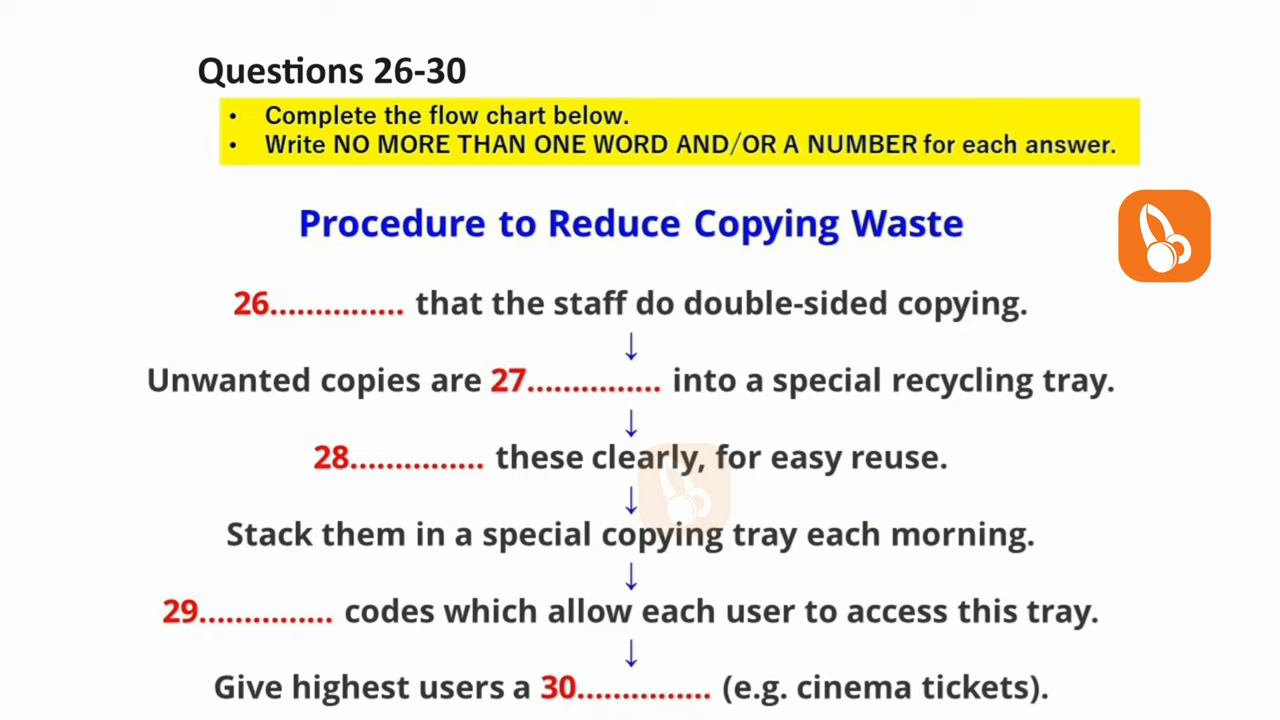 Questions 26-30
• Complete the flow chart below.
• Write NO MORE THAN ONE WORD AND/OR A NUMBER for each answer.
Procedure to Reduce Copying Waste
26............... that the staff do double-sided copying.
↓
Unwanted copies are 27............... into a special recycling tray.
↓
28............... these clearly, for easy reuse.
↓
Stack them in a special copying tray each morning.
↓
29............... codes which allow each user to access this tray.
↓
Give highest users a 30............... (e.g. cinema tickets).